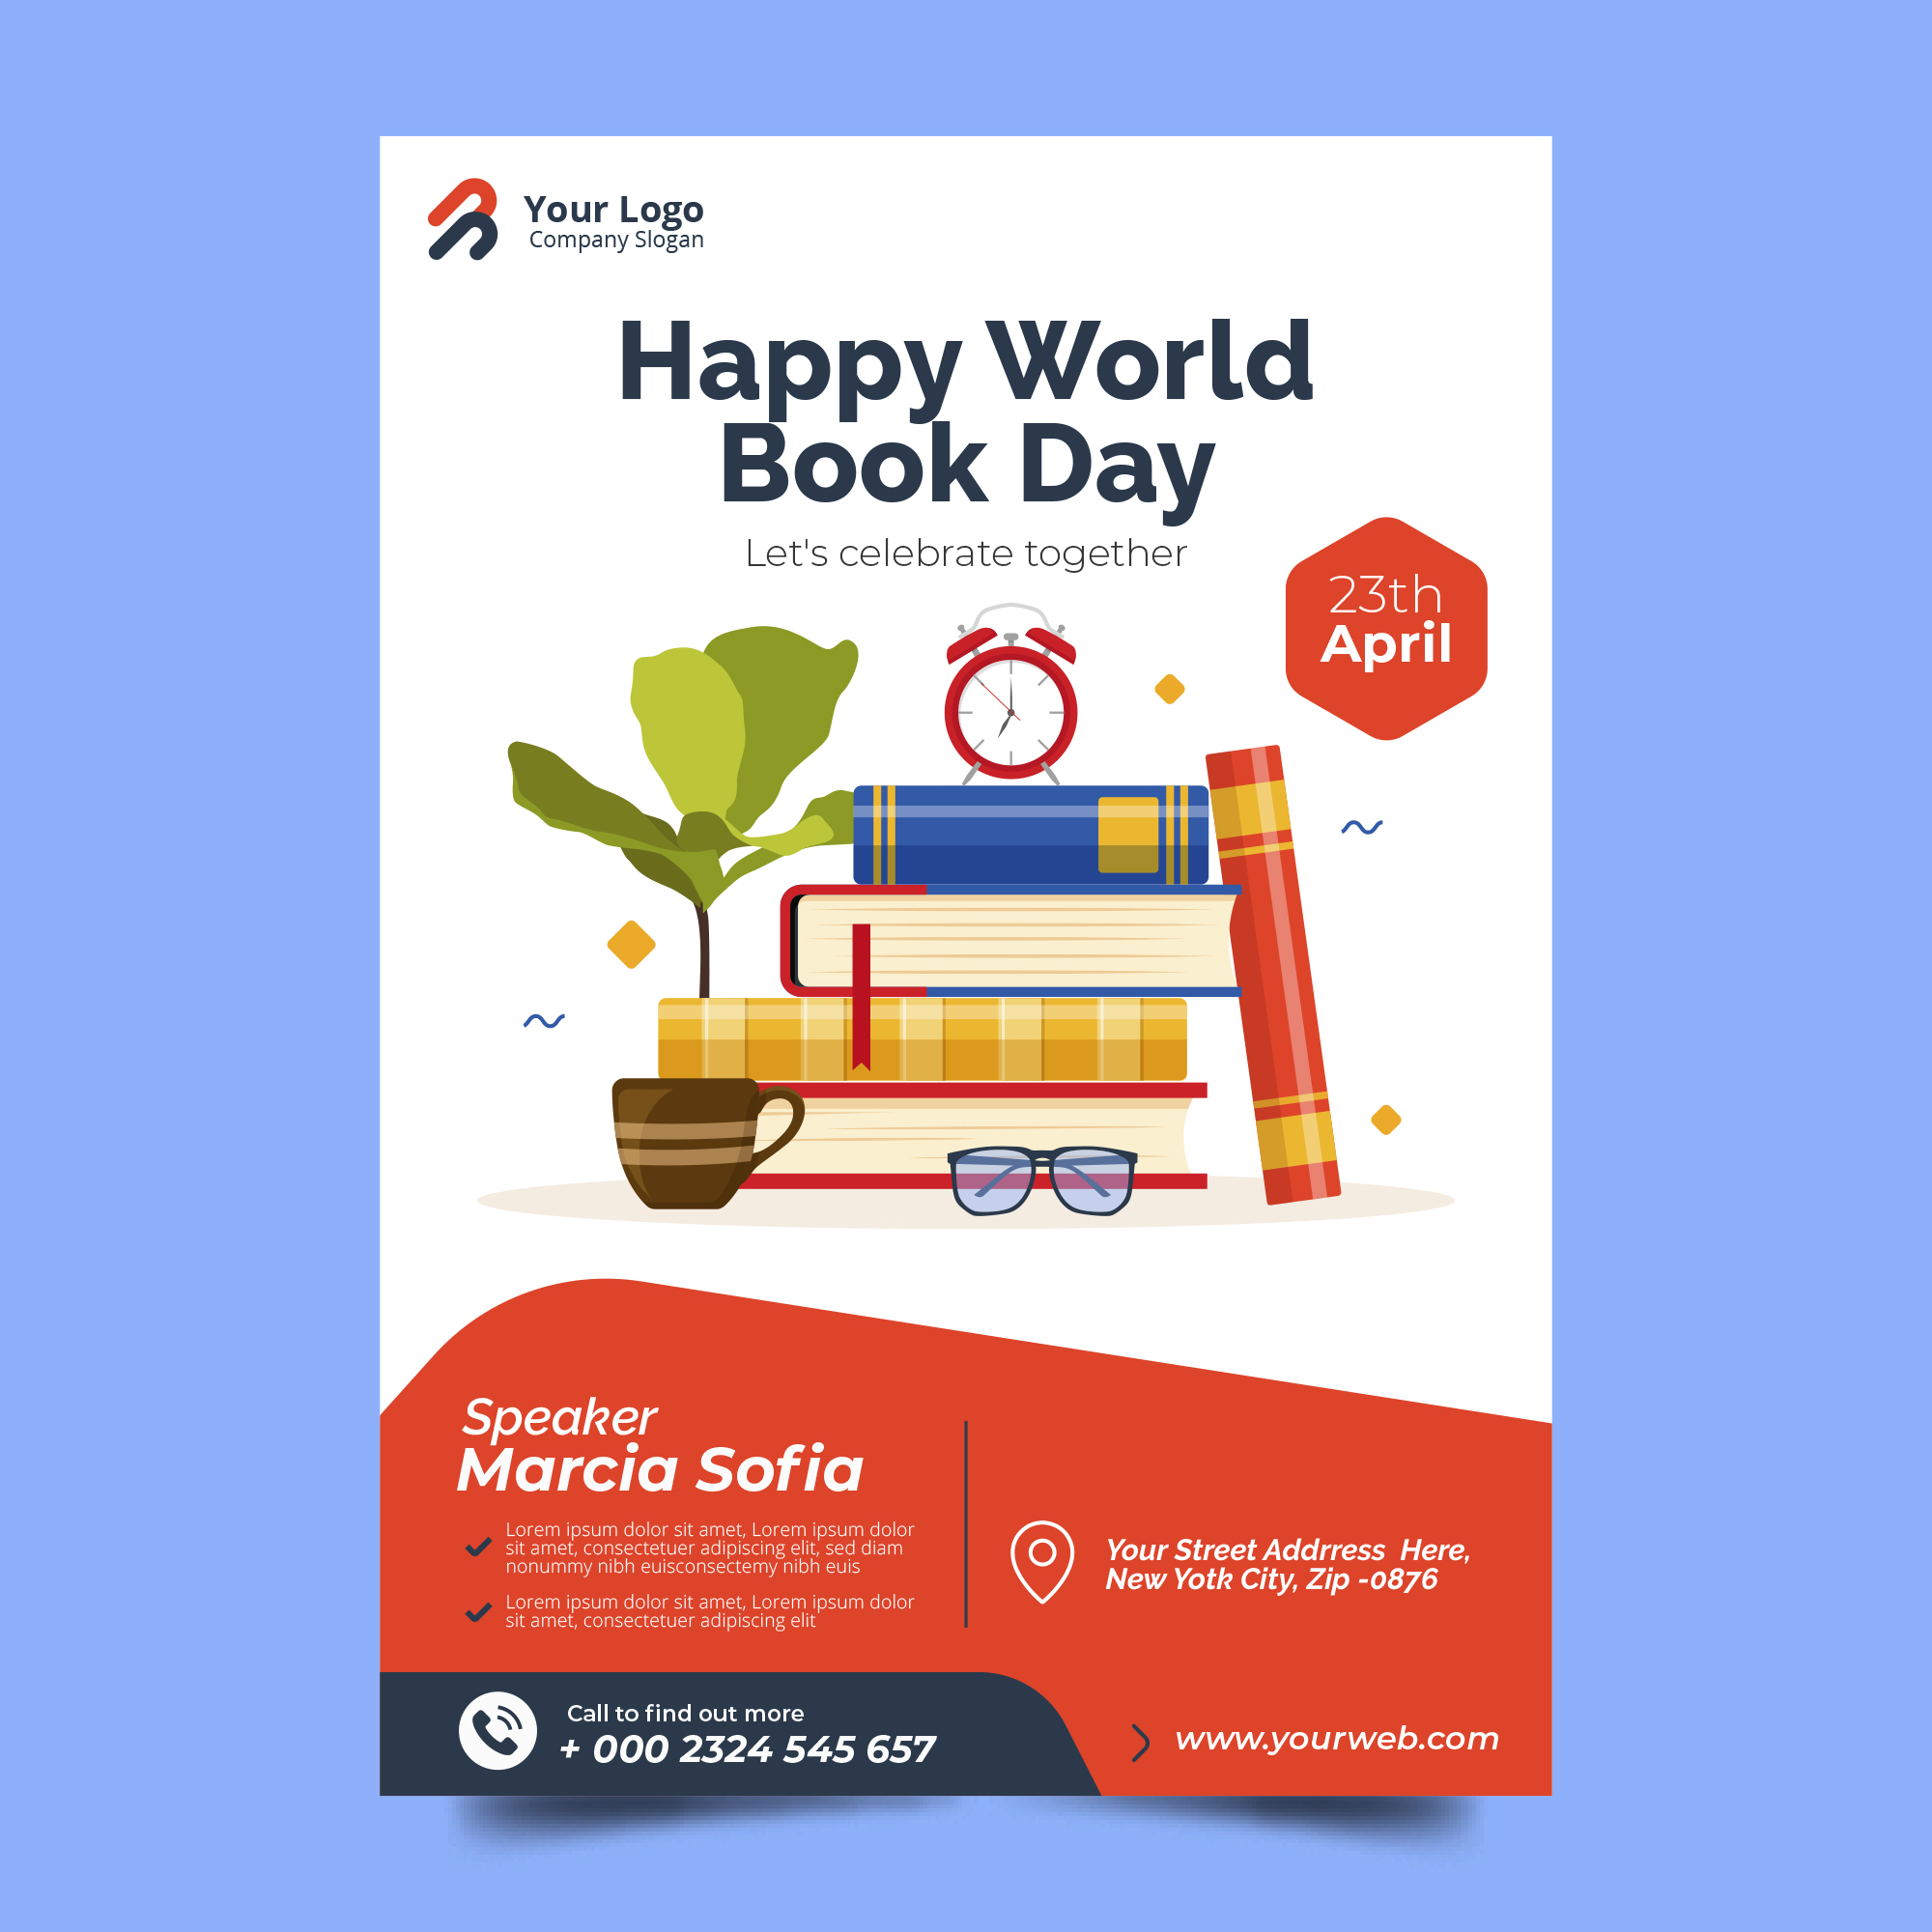 Your Logo
Company Slogan
Happy World
Book Day
Let's celebrate together
23th
April
Speaker
Marcia Sofia
Lorem ipsum dolor sit amet, Lorem ipsum dolor
sit amet, consectetuer adipiscing elit, sed diam
nonummy nibh euisconsectemy nibh euis
Lorem ipsum dolor sit amet, Lorem ipsum dolor
sit amet, consectetuer adipiscing elit
Your Street Addrress Here,
New Yotk City, Zip -0876
Call to find out more
+ 000 2324 545 657
www.yourweb.com